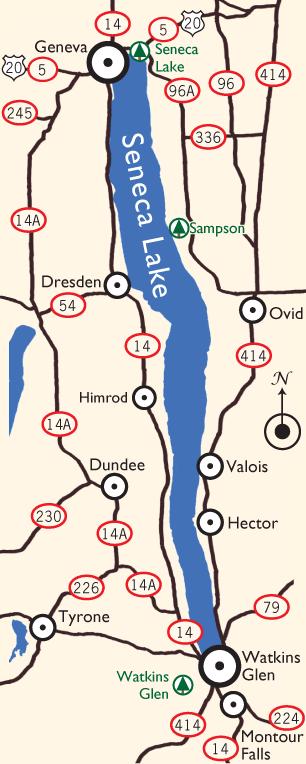 14
5
20
Geneva
Seneca
Lake
20
5
96A
96
414
245
336
Seneca Lake
14A
Sampson
Dresden
54
Ovid
14
414
Himrod
N
14A
Dundee
Valois
230
Hector
14A
226
14A
79
Tyrone
14
Watkins
Glen
Watkins
Glen
414
224
Montour
Falls
14